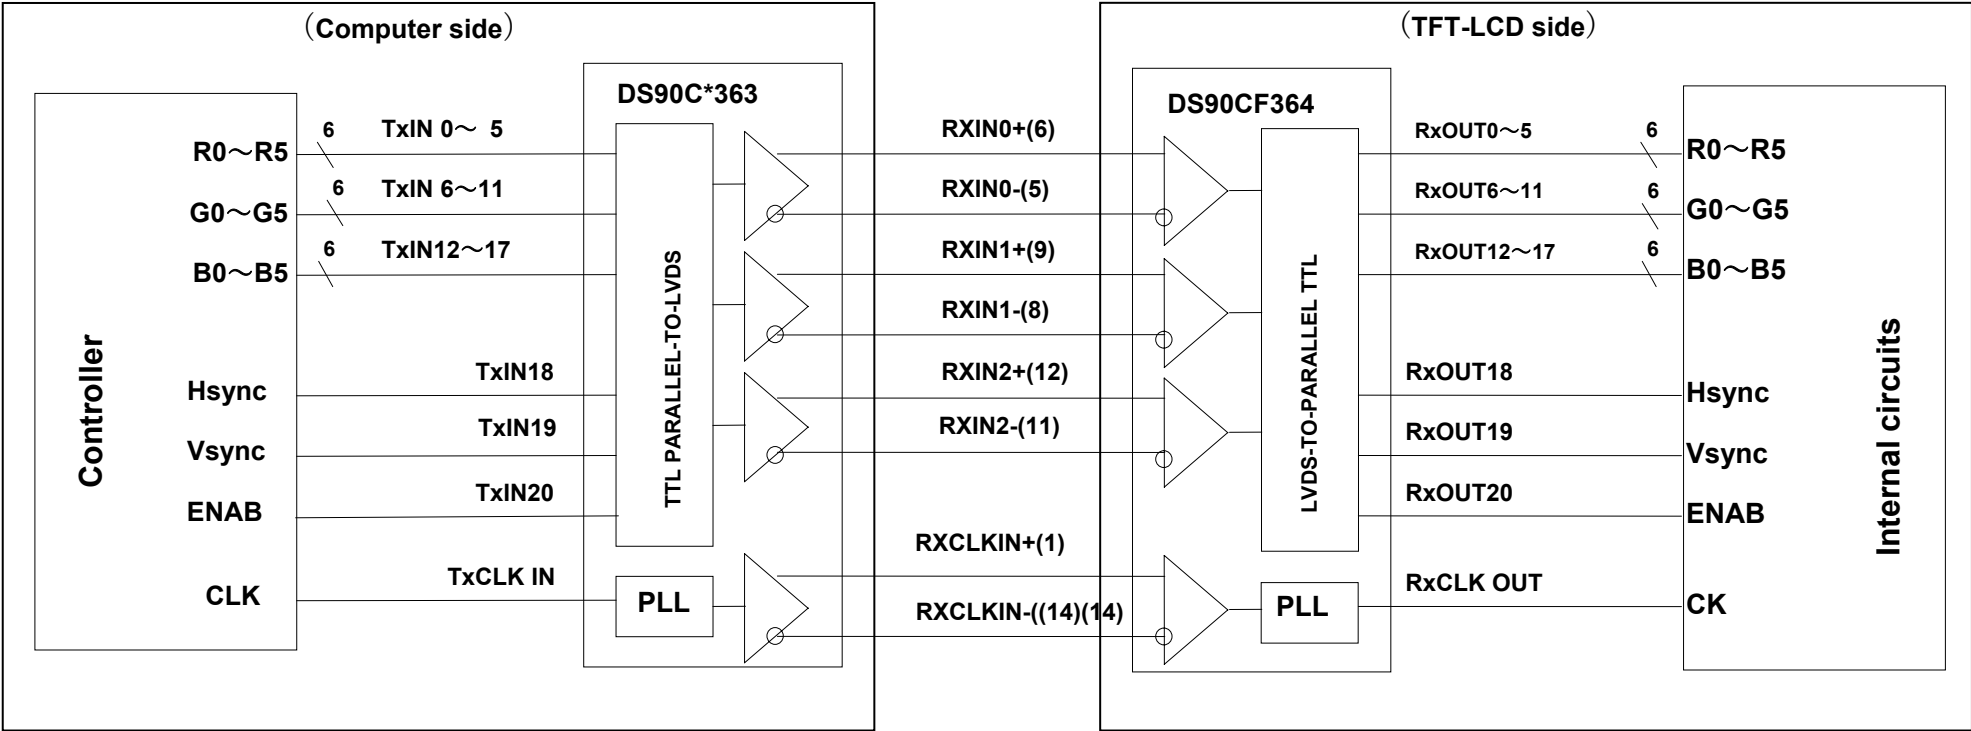 （Computer side）
（TFT-LCD side）
DS90C*363
DS90CF364
Controller
R0～R5
G0～G5
B0～B5
Hsync
Vsync
ENAB
CLK
6
6
6
TxIN 0～ 5
TxIN 6～11
TxIN12～17
TxIN18
TxIN19
TxIN20
TxCLK IN
TTL PARALLEL-TO-LVDS
PLL
RXIN0+(6)
RXIN0-(5)
RXIN1+(9)
RXIN1-(8)
RXIN2+(12)
RXIN2-(11)
RXCLKIN+(1)
RXCLKIN-((14)(14)
LVDS-TO-PARALLEL TTL
PLL
RxOUT0～5
RxOUT6～11
RxOUT12～17
RxOUT18
RxOUT19
RxOUT20
RxCLK OUT
6
6
6
R0～R5
G0～G5
B0～B5
Hsync
Vsync
ENAB
CK
Internal circuits